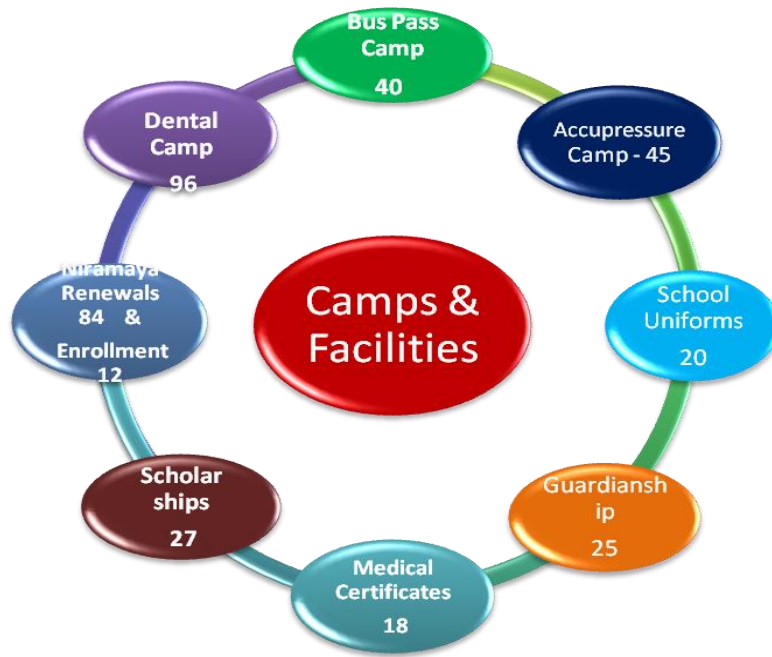 Bus Pass
Camp
40
Accupressure
Camp - 45
School
Uniforms
20
Guardiansh
ip
25
Medical
Certificates
18
Scholar
ships
27
Niramaya
Renewals
84 &
Enrollment
12
Dental
Camp
96
Camps &
Facilities